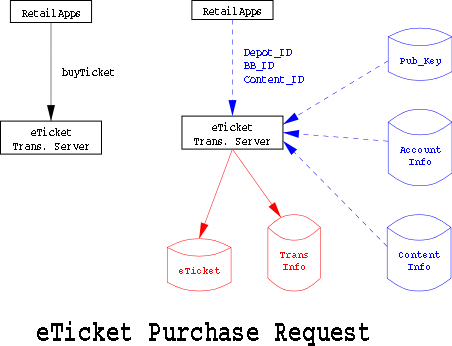 RetailApps
buyTicket
eTicket
Trans. Server
RetailApps
Depot_ID
BB_ID
Content_ID
eTicket
Trans. Server
Pub_Key
Account
Info
Content
Info
eTicket
Trans
Info
eTicket Purchase Request